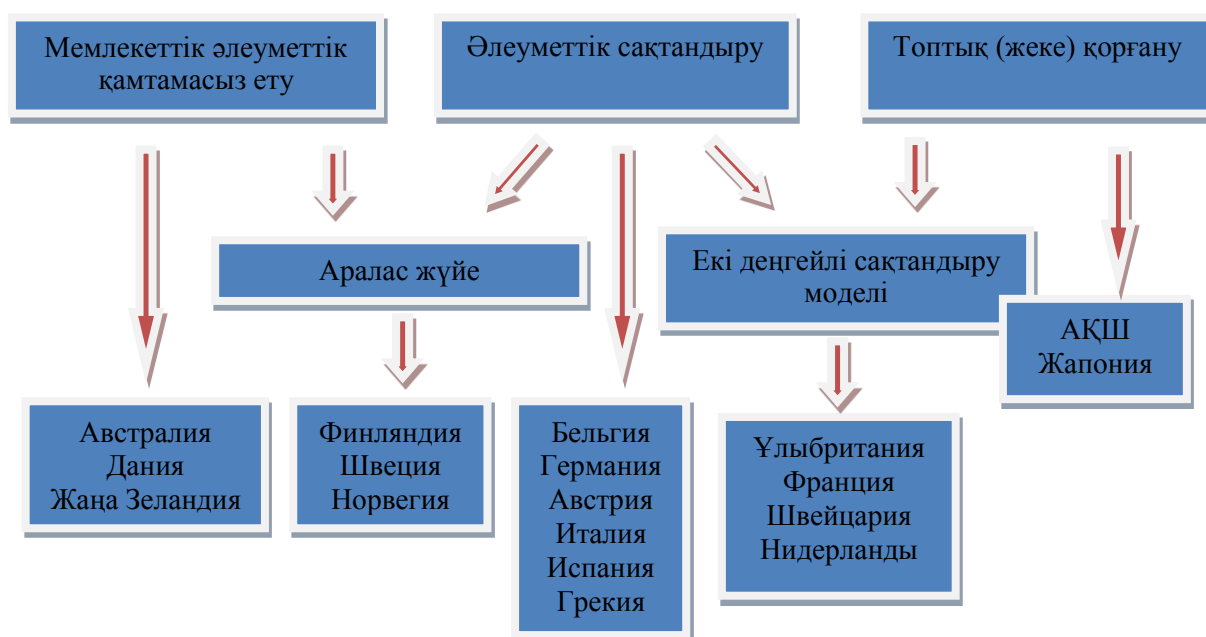 Мемлекеттік әлеуметтік
қамтамасыз ету
Әлеуметтік сақтандыру
Топтық (жеке) қорғану
Аралас жүйе
Екі деңгейлі сақтандыру
моделі
АҚШ
Жапония
Австралия
Дания
Жаңа Зеландия
Финляндия
Швеция
Норвегия
Бельгия
Германия
Австрия
Италия
Испания
Грекия
Ұлыбритания
Франция
Швейцария
Нидерланды